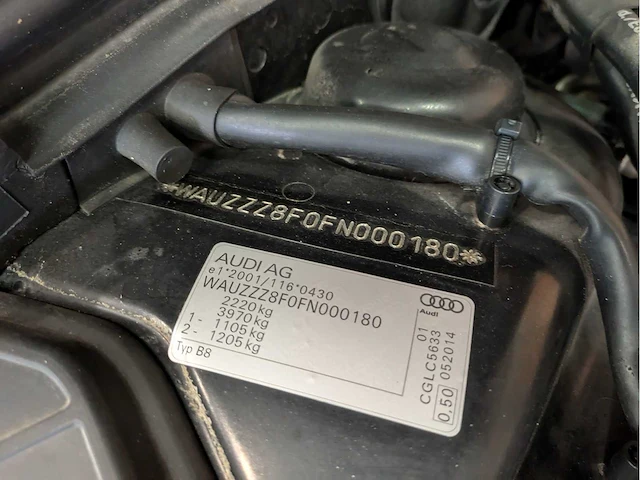 *WAUZZZ8F0FN000180*
AUDI AG
e1*2001/116*0430
WAUZZZ8F0FN000180
2220kg
3970kg
1- 1105kg
2- 1205kg
Typ B8
Audi
01
CGLC5633
0,50 052014